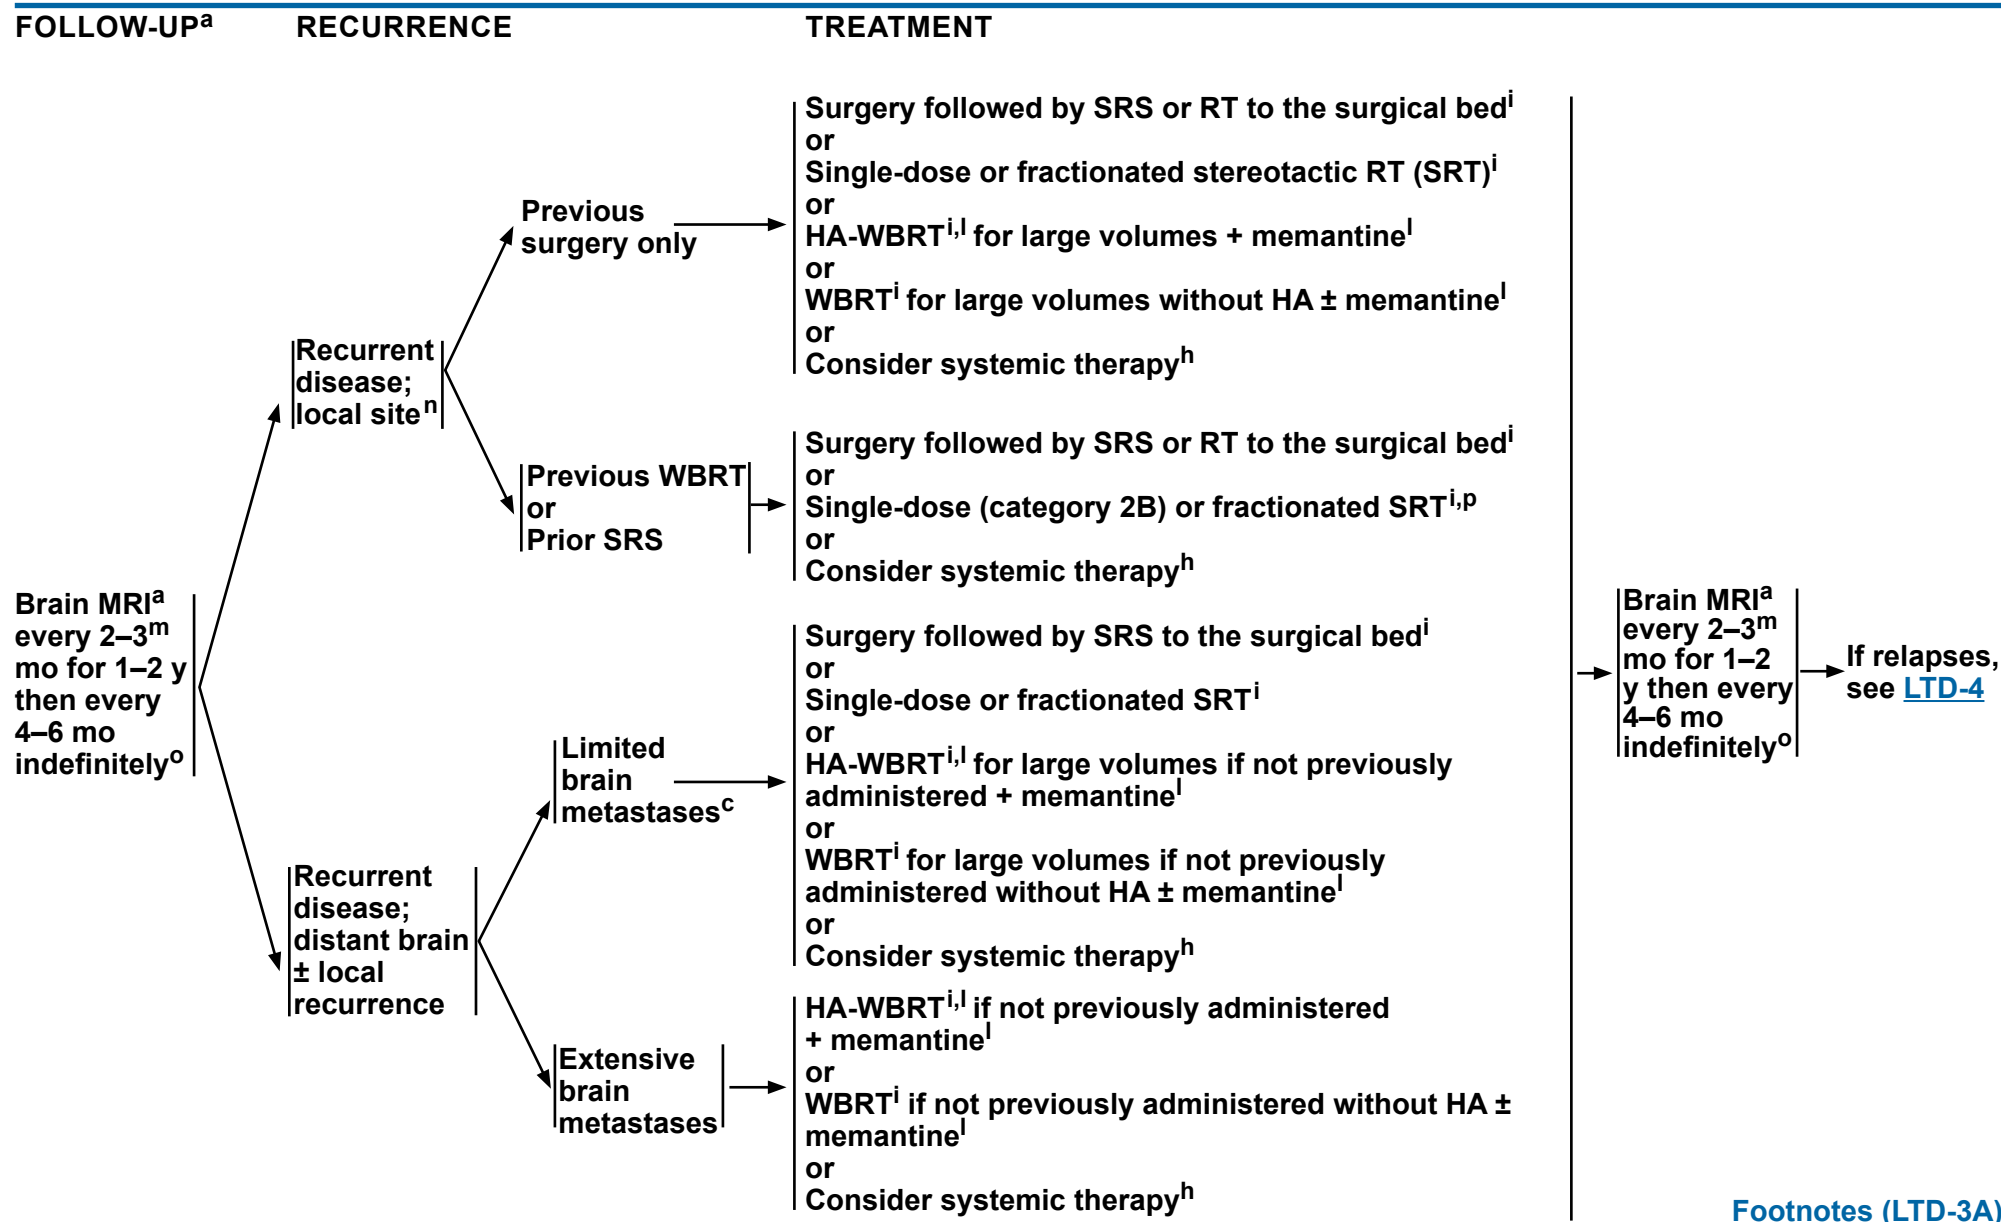 FOLLOW-UPa RECURRENCE TREATMENT
Brain MRIa
every 2–3m
mo for 1–2 y
then every
4–6 mo
indefinitelyo
Recurrent
disease;
local siten
Previous
surgery only
Surgery followed by SRS or RT to the surgical bedi
or
Single-dose or fractionated stereotactic RT (SRT)i
or
HA-WBRTi,l for large volumes + memantinel
or
WBRTi for large volumes without HA ± memantinel
or
Consider systemic therapyh
Previous WBRT
or
Prior SRS
Surgery followed by SRS or RT to the surgical bedi
or
Single-dose (category 2B) or fractionated SRTi,p
or
Consider systemic therapyh
Recurrent
disease;
distant brain
± local
recurrence
Limited
brain
metastasesc
Surgery followed by SRS to the surgical bedi
or
Single-dose or fractionated SRTi
or
HA-WBRTi,l for large volumes if not previously
administered + memantinel
or
WBRTi for large volumes if not previously
administered without HA ± memantinel
or
Consider systemic therapyh
Extensive
brain
metastases
HA-WBRTi,l if not previously administered
+ memantinel
or
WBRTi if not previously administered without HA ±
memantinel
or
Consider systemic therapyh
Brain MRIa
every 2–3m
mo for 1–2
y then every
4–6 mo
indefinitelyo
If relapses,
see LTD-4
Footnotes (LTD-3A)